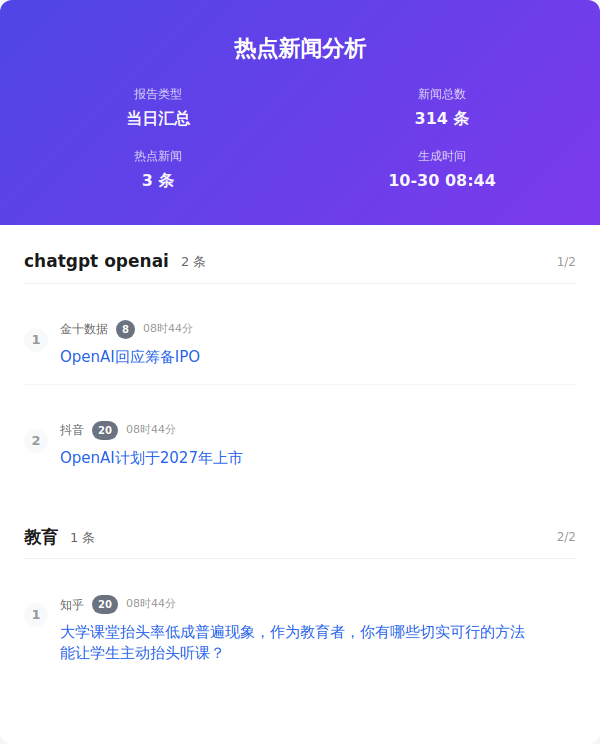 热点新闻分析
报告类型
新闻总数
当日汇总
314 条
热点新闻
生成时间
3 条
10-30 08:44
chatgpt openai 2 条 1/2
1 金十数据 8 08时44分
OpenAI回应筹备IPO
2 抖音 20 08时44分
OpenAI计划于2027年上市
教育 1 条 2/2
1 知乎 20 08时44分
大学课堂抬头率低成普遍现象，作为教育者，你有哪些切实可行的方法
能让学生主动抬头听课？